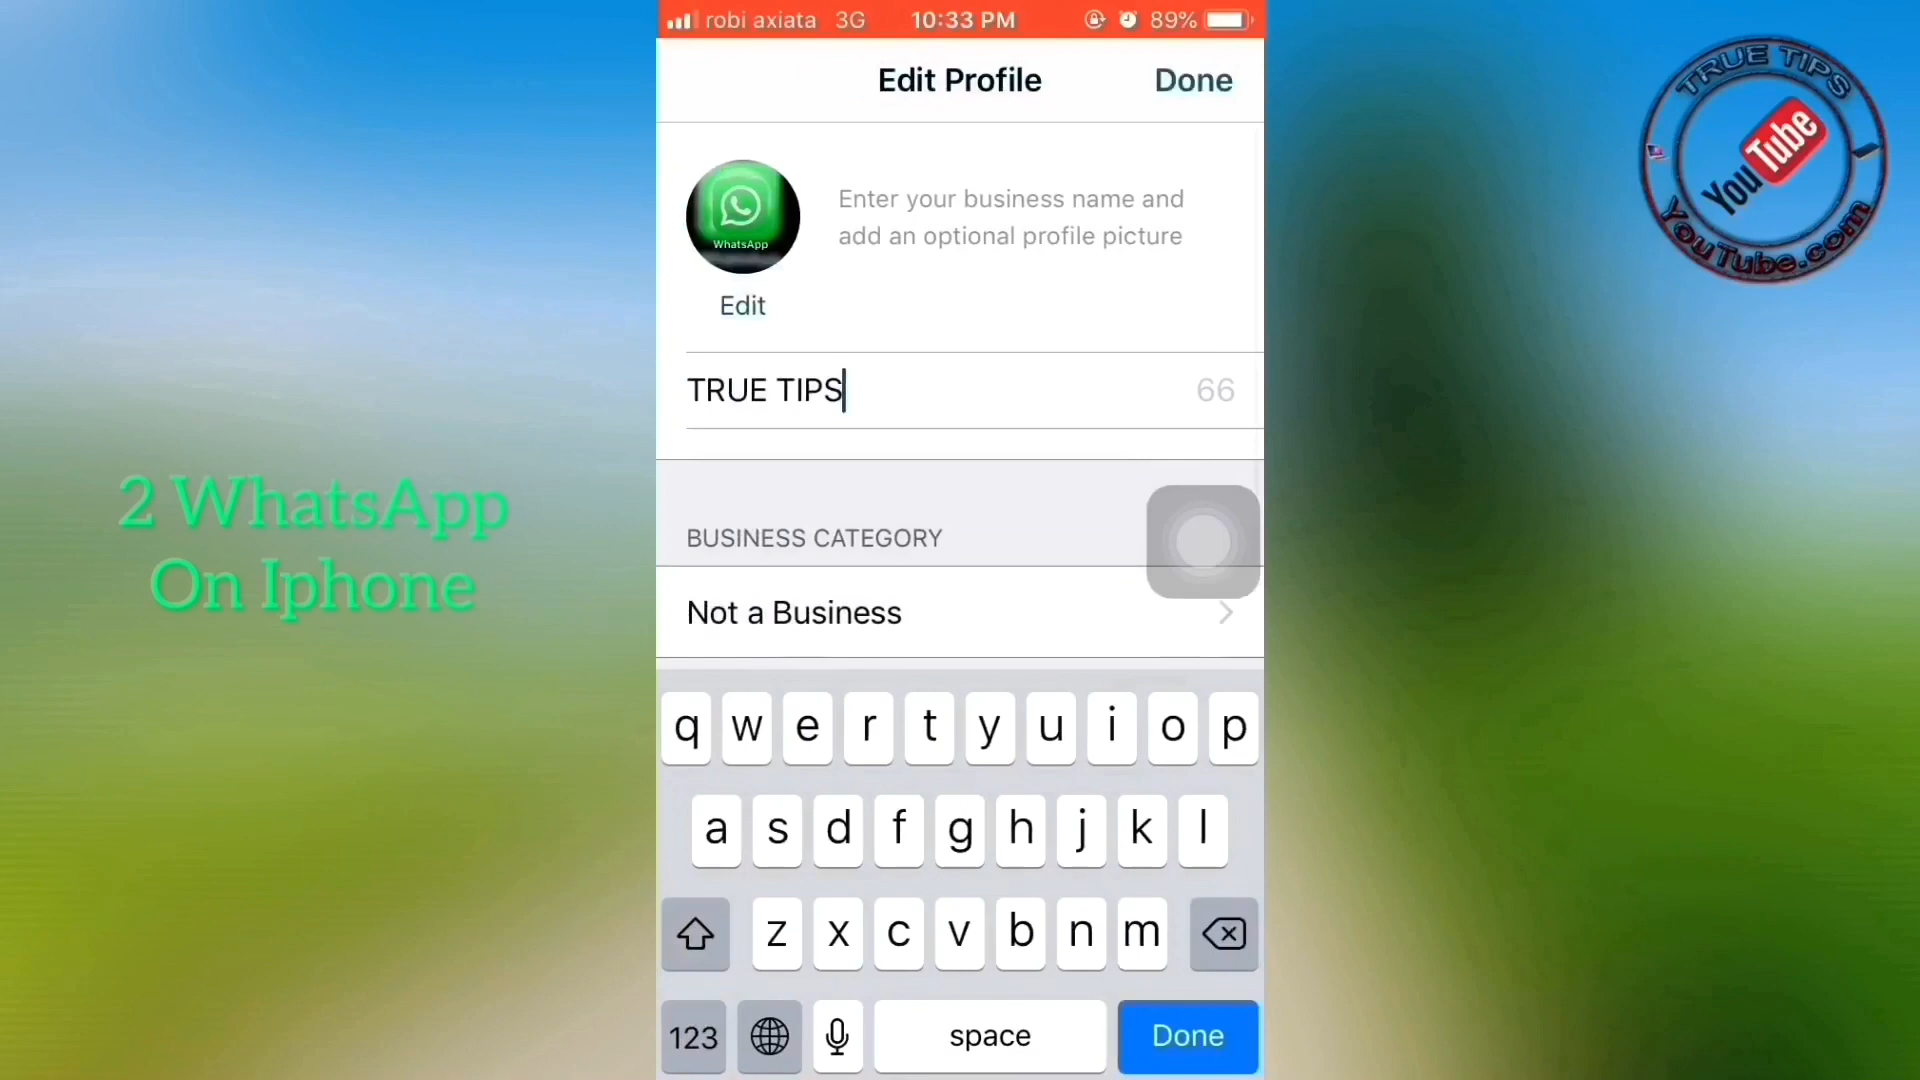 robi axiata 3G 10:33 PM 89%
Edit Profile Done
WhatsApp
Enter your business name and
add an optional profile picture
Edit
TRUE TIPS 66
BUSINESS CATEGORY
Not a Business
q w e r t y u i o p
a s d f g h j k l
z x c v b n m
123 space Done
2 WhatsApp
On Iphone
TRUE TIPS
YouTube
YouTube.com